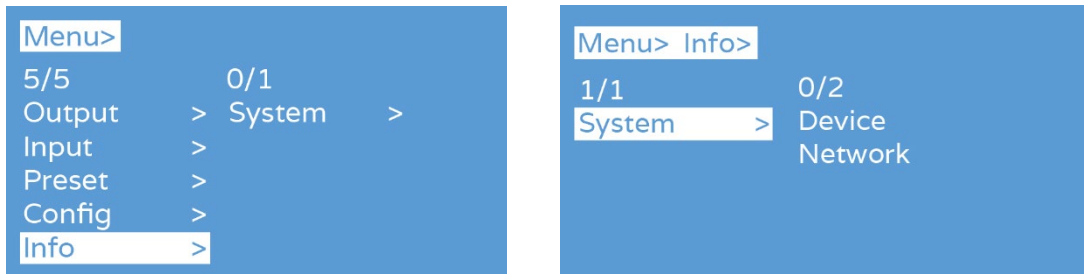 Menu>
5/5 0/1
Output > System >
Input >
Preset >
Config >
Info >
Menu> Info>
1/1 0/2
System > Device
Network